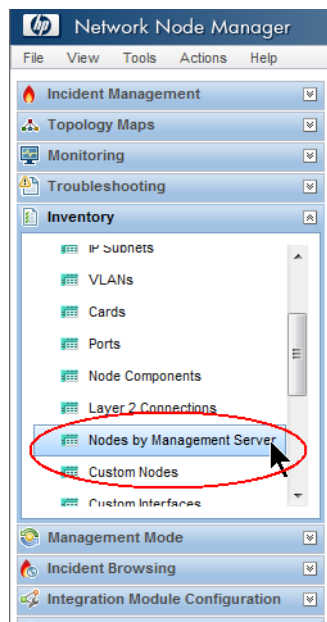 hp Network Node Manager
File View Tools Actions Help
Incident Management
Topology Maps
Monitoring
Troubleshooting
Inventory
IP Subnets
VLANs
Cards
Ports
Node Components
Layer 2 Connections
Nodes by Management Server
Custom Nodes
Custom Interfaces
Management Mode
Incident Browsing
Integration Module Configuration